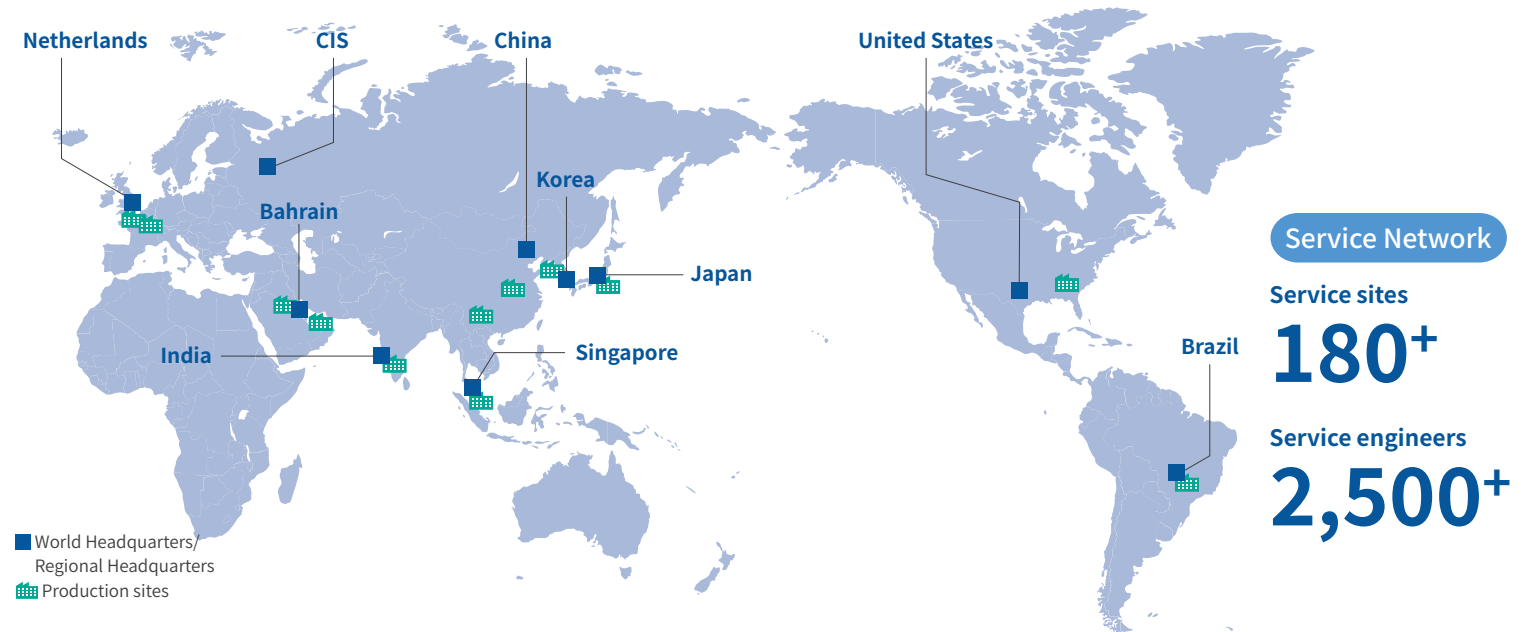 Netherlands
CIS
China
United States
Korea
Bahrain
Japan
India
Singapore
Brazil
Service Network
Service sites
180+
Service engineers
2,500+
World Headquarters/
Regional Headquarters
Production sites